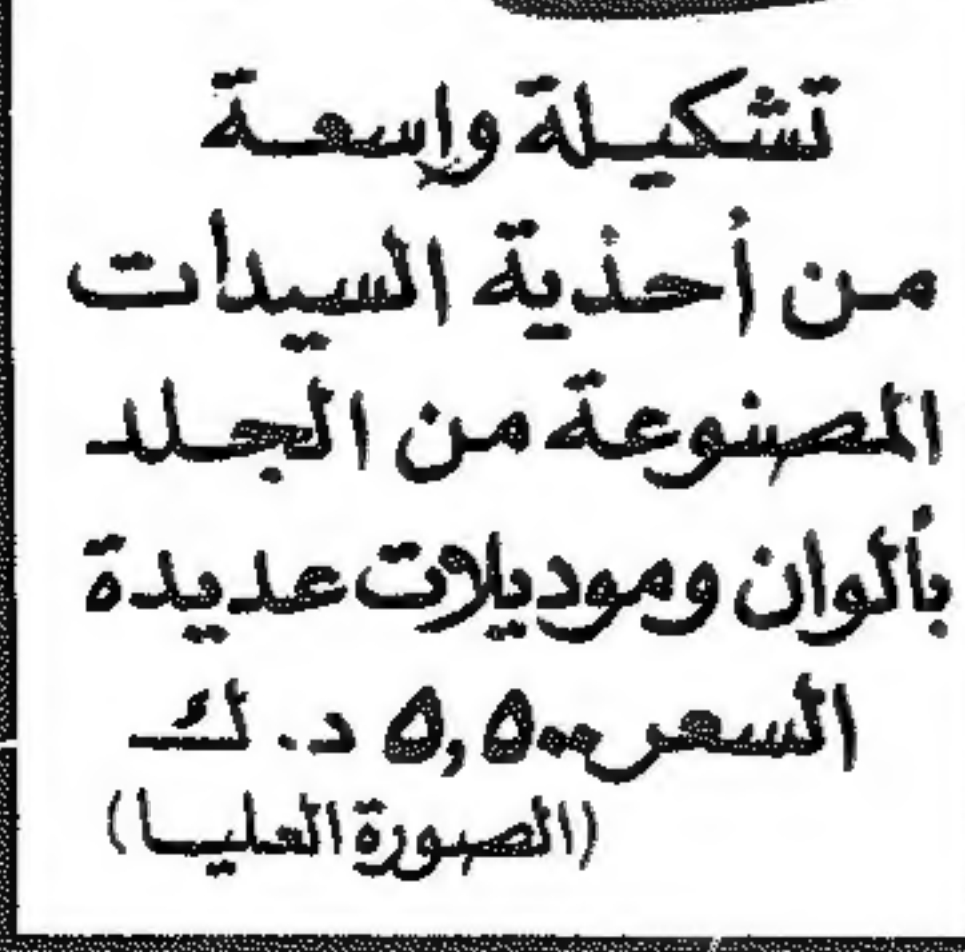 تشكيلة واسعة
من أحذية السيدات
المصنوعة من الجلد
بألوان وموديلات عديدة
السعر ٥,٥٠٠ د. ك
(الصورة العليا)